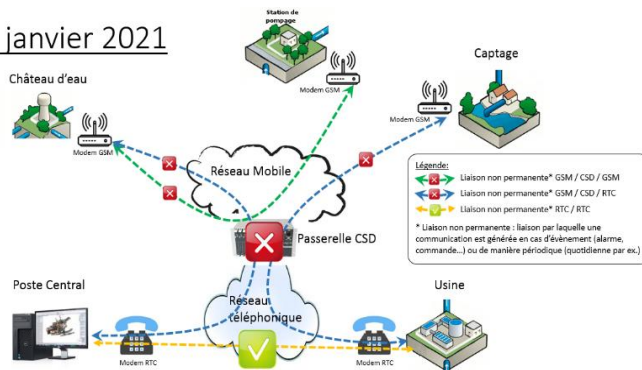 janvier 2021
Station de
pompage
Modem GSM
Captage
Château d'eau
Modem GSM
Modem GSM
Réseau Mobile
Légende:
Liaison non permanente* GSM / CSD / GSM
Liaison non permanente* GSM / CSD / RTC
Liaison non permanente* RTC / RTC
* Liaison non permanente : liaison par laquelle une
communication est générée en cas d'évènement (alarme,
commande...) ou de manière périodique (quotidienne par ex.)
Passerelle CSD
Poste Central
Réseau
téléphonique
Usine
Modem RTC
Modem RTC